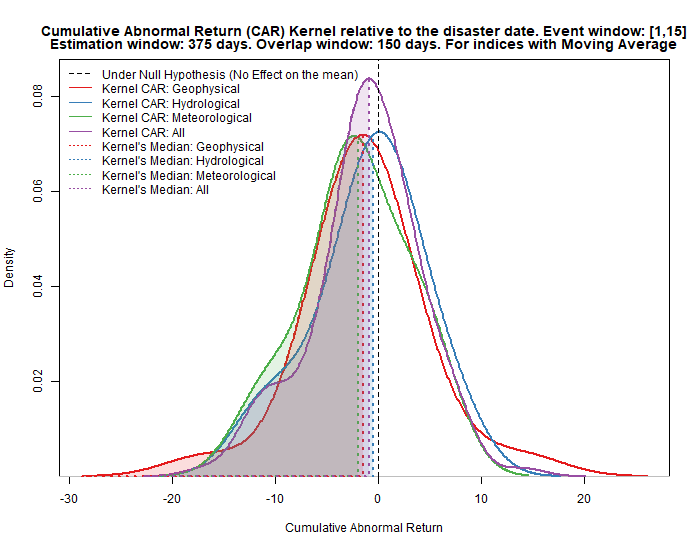 Cumulative Abnormal Return (CAR) Kernel relative to the disaster date. Event window: [1,15]
Estimation window: 375 days. Overlap window: 150 days. For indices with Moving Average
Under Null Hypothesis (No Effect on the mean)
Kernel CAR: Geophysical
Kernel CAR: Hydrological
Kernel CAR: Meteorological
Kernel CAR: All
Kernel's Median: Geophysical
Kernel's Median: Hydrological
Kernel's Median: Meteorological
Kernel's Median: All
Density
0.08
0.06
0.04
0.02
-30 -20 -10 0 10 20
Cumulative Abnormal Return